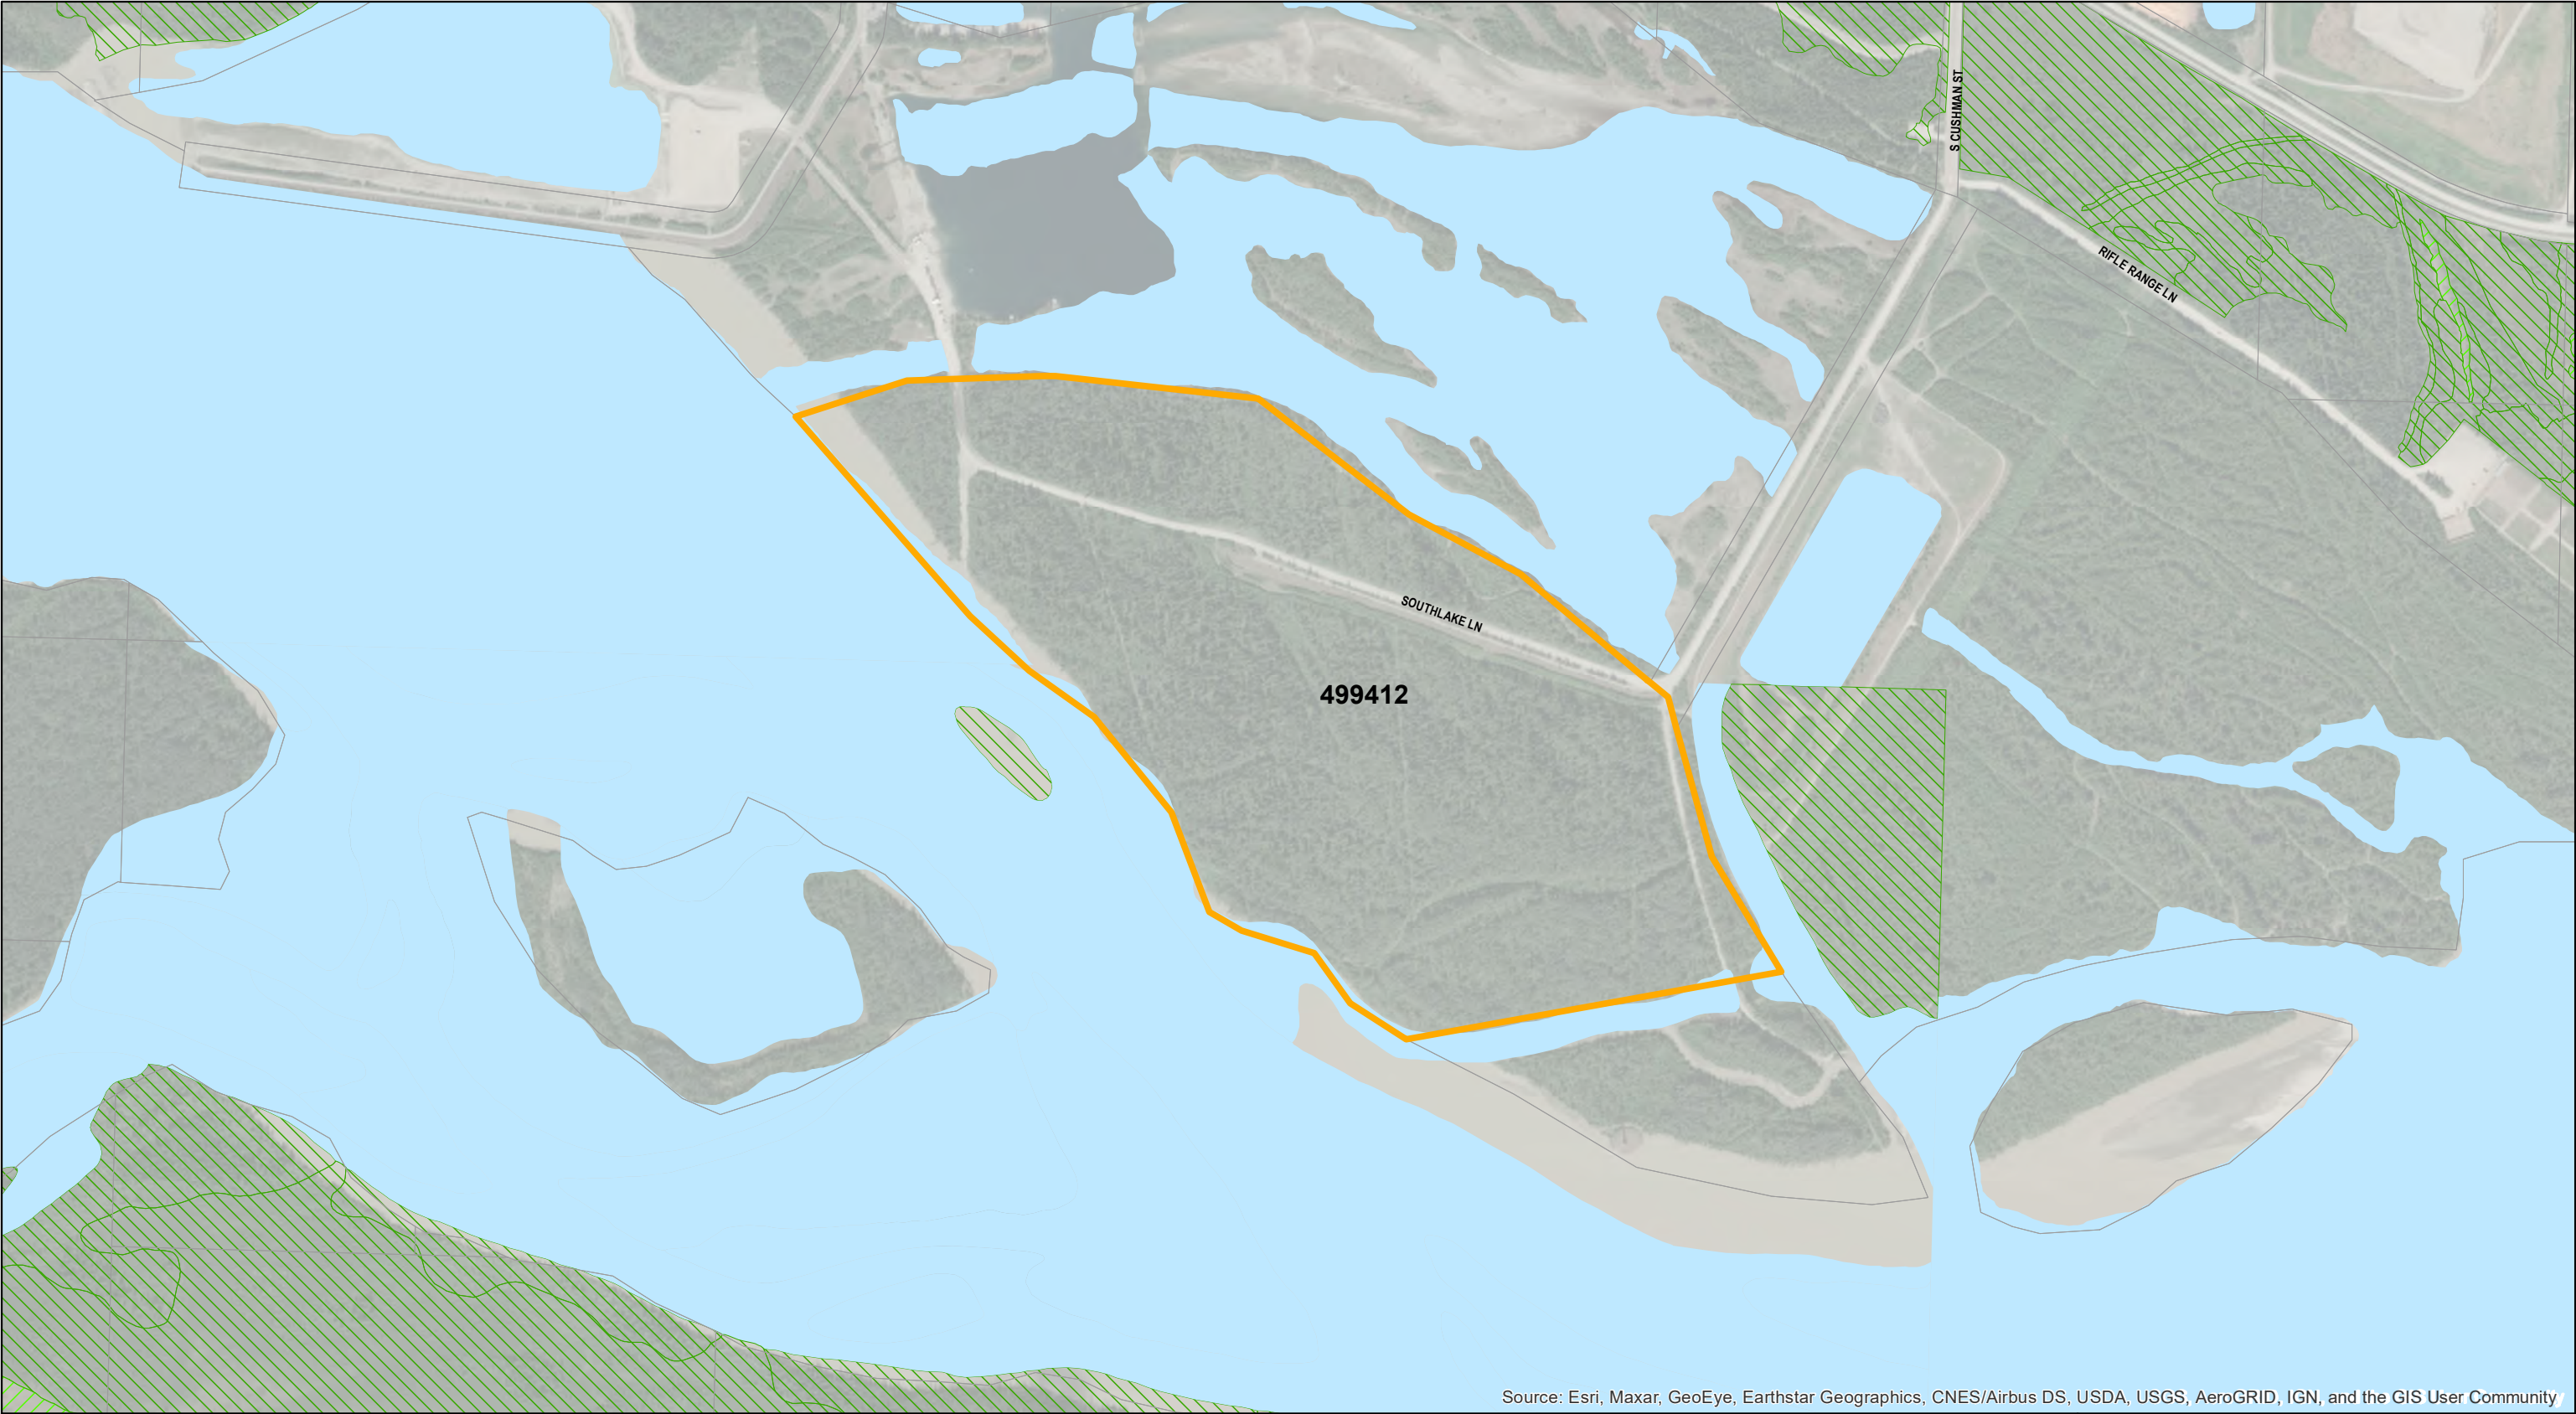 S CUSHMAN ST
RIFLE RANGE LN
SOUTHLAKE LN
499412
Source: Esri, Maxar, GeoEye, Earthstar Geographics, CNES/Airbus DS, USDA, USGS, AeroGRID, IGN, and the GIS User Community